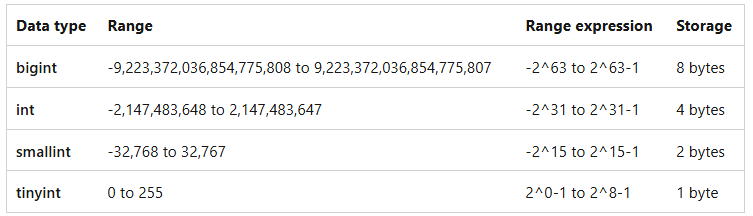 Data type Range Range expression Storage
bigint -9,223,372,036,854,775,808 to 9,223,372,036,854,775,807 -2^63 to 2^63-1 8 bytes
int -2,147,483,648 to 2,147,483,647 -2^31 to 2^31-1 4 bytes
smallint -32,768 to 32,767 -2^15 to 2^15-1 2 bytes
tinyint 0 to 255 2^0-1 to 2^8-1 1 byte